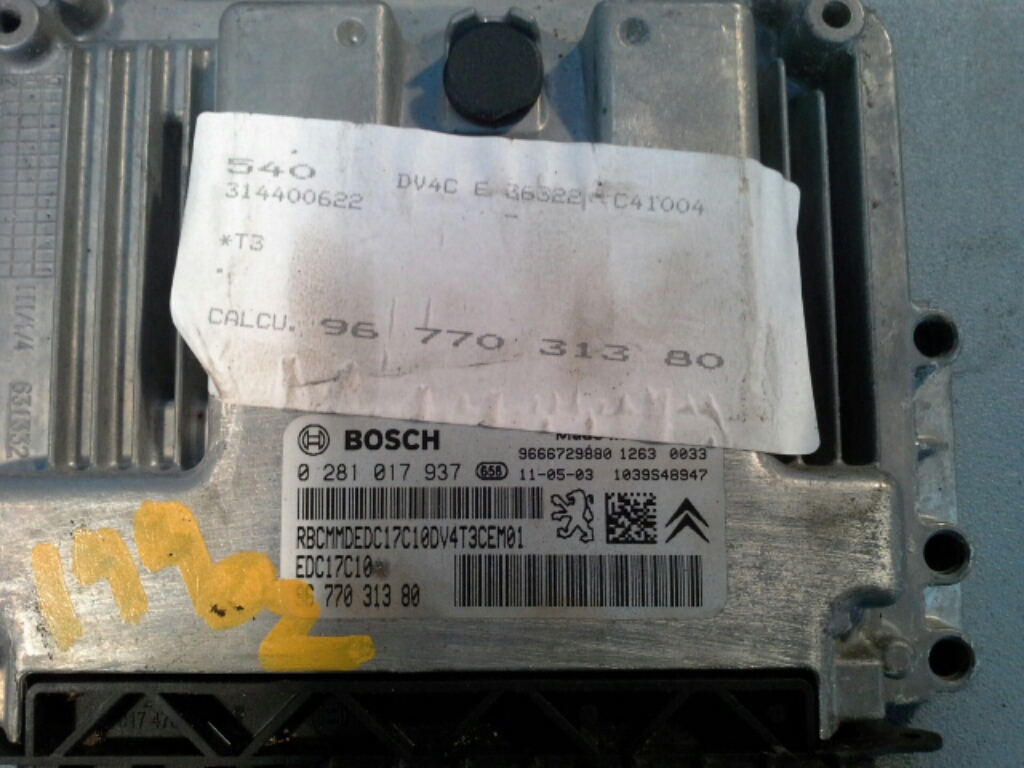 540 DV4C E 36322 - C41004
314400622
*T3
CALCU. 96 770 313 80
BOSCH
9666729880 1263 0033
0 281 017 937 658 11-05-03 1039S48947
RBCMMDEDC17C10DV4T3CEM01
EDC17C10
96 770 313 80